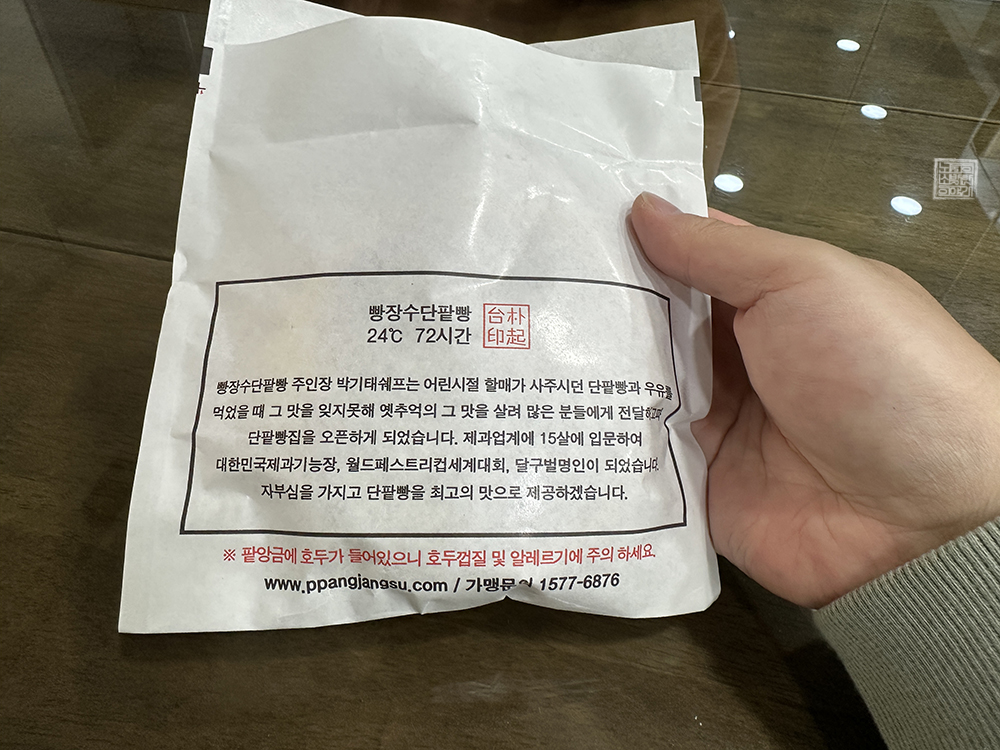 빵장수단팥빵
24℃ 72시간
台朴
印起
빵장수단팥빵 주인장 박기태쉐프는 어린시절 할매가 사주시던 단팥빵과 우유를
먹었을 때 그 맛을 잊지못해 옛추억의 그 맛을 살려 많은 분들에게 전달하고파
단팥빵집을 오픈하게 되었습니다. 제과업계에 15살에 입문하여
대한민국제과기능장, 월드페스트리컵세계대회, 달구벌명인이 되었습니다.
자부심을 가지고 단팥빵을 최고의 맛으로 제공하겠습니다.
※ 팥앙금에 호두가 들어있으니 호두껍질 및 알레르기에 주의 하세요.
www.ppangjangsu.com / 가맹문의 1577-6876